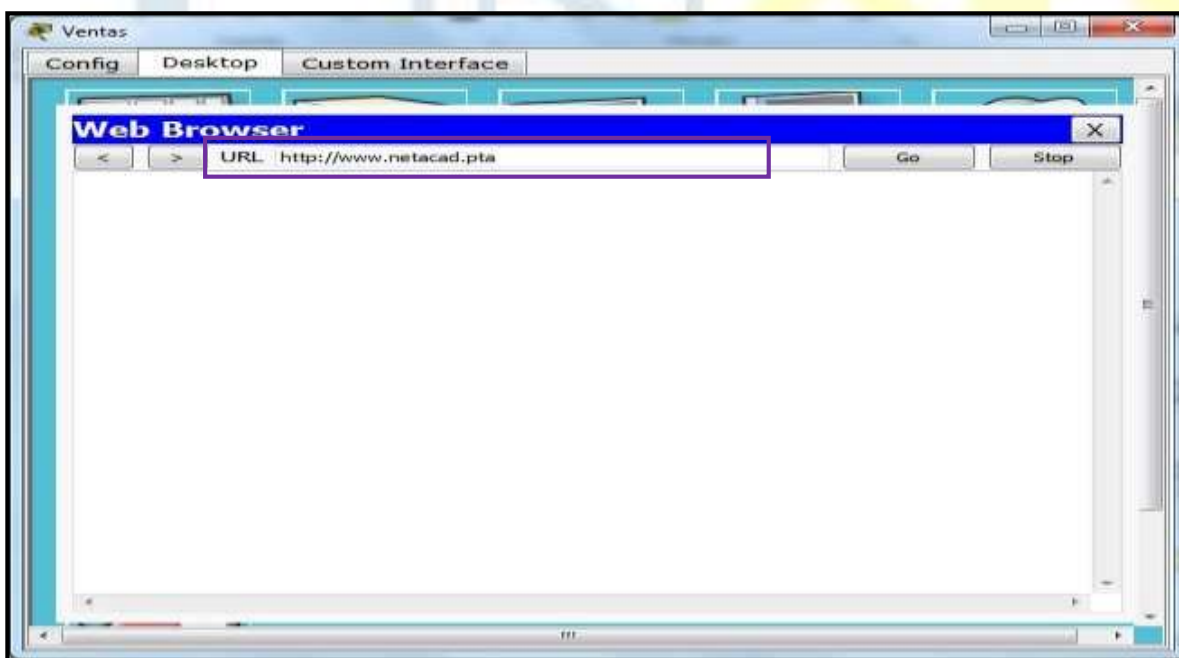 Ventas
Config Desktop Custom Interface
Web Browser X
< > URL http://www.netacad.pta Go Stop